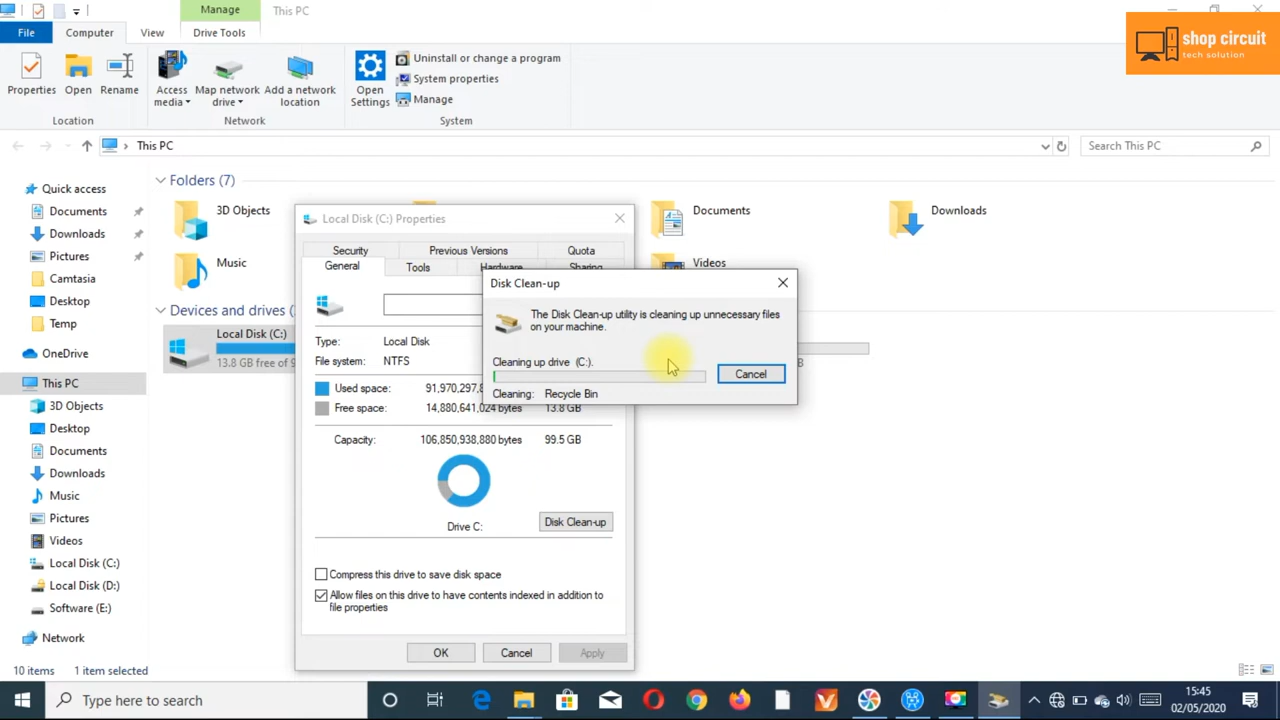 Manage
This PC
File
Computer
View
Drive Tools
shop circuit
tech solution
Properties
Open
Rename
Access media
Map network drive
Add a network location
Open Settings
Uninstall or change a program
System properties
Manage
Location
Network
System
This PC
Search This PC
Quick access
Documents
Downloads
Pictures
Camtasia
Desktop
Temp
OneDrive
This PC
3D Objects
Desktop
Documents
Downloads
Music
Pictures
Videos
Local Disk (C:)
Local Disk (D:)
Software (E:)
Network
Folders (7)
3D Objects
Documents
Downloads
Music
Videos
Devices and drives (
Local Disk (C:)
13.8 GB free of 9
Local Disk (C:) Properties
Security
Previous Versions
Quota
General
Tools
Hardware
Sharing
Type:
Local Disk
File system:
NTFS
Used space:
91,970,297,8
Free space:
14,880,641,024 bytes
13.8 GB
Capacity:
106,850,938,880 bytes
99.5 GB
Drive C:
Disk Clean-up
Compress this drive to save disk space
Allow files on this drive to have contents indexed in addition to
file properties
OK
Cancel
Apply
Disk Clean-up
The Disk Clean-up utility is cleaning up unnecessary files
on your machine.
Cleaning up drive (C:).
Cancel
Cleaning: Recycle Bin
10 items
1 item selected
Type here to search
15:45
02/05/2020